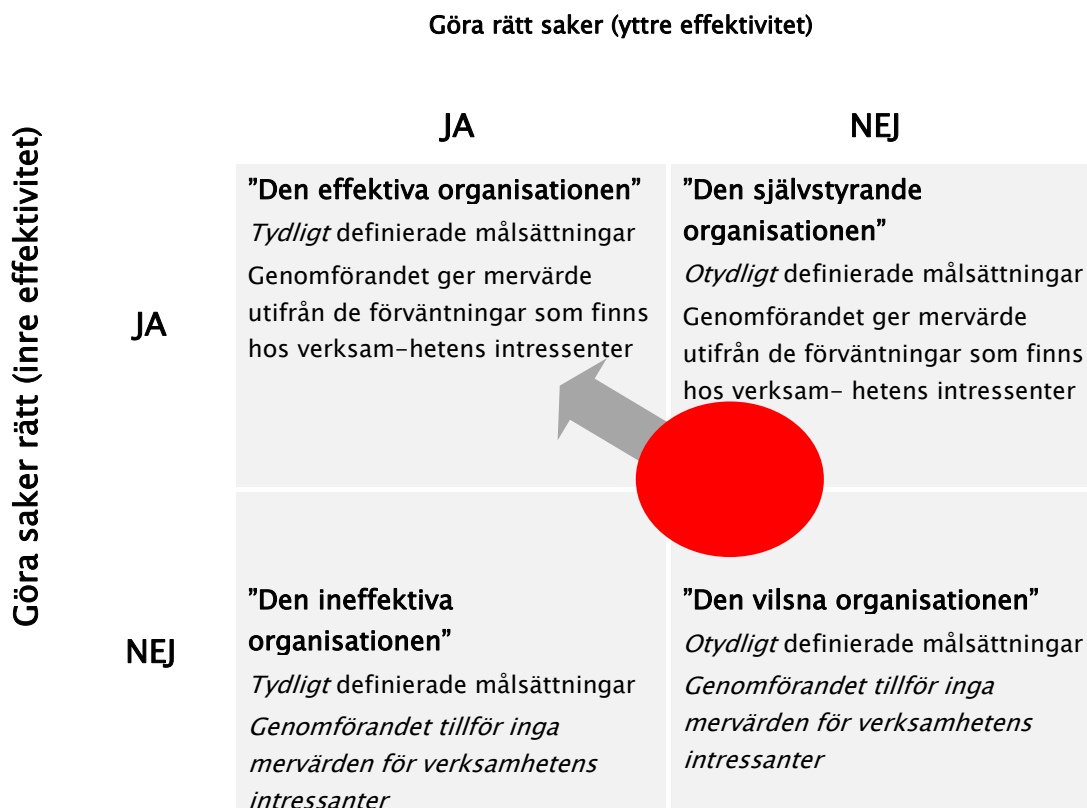 Göra rätt saker (yttre effektivitet)
Göra saker rätt (inre effektivitet)
JA
NEJ
JA
"Den effektiva organisationen"
Tydligt definierade målsättningar
Genomförandet ger mervärde
utifrån de förväntningar som finns
hos verksam-hetens intressenter
"Den självstyrande
organisationen"
Otydligt definierade målsättningar
Genomförandet ger mervärde
utifrån de förväntningar som finns
hos verksam- hetens intressenter
NEJ
"Den ineffektiva
organisationen"
Tydligt definierade målsättningar
Genomförandet tillför inga
mervärden för verksamhetens
intressanter
"Den vilsna organisationen"
Otydligt definierade målsättningar
Genomförandet tillför inga
mervärden för verksamhetens
intressanter